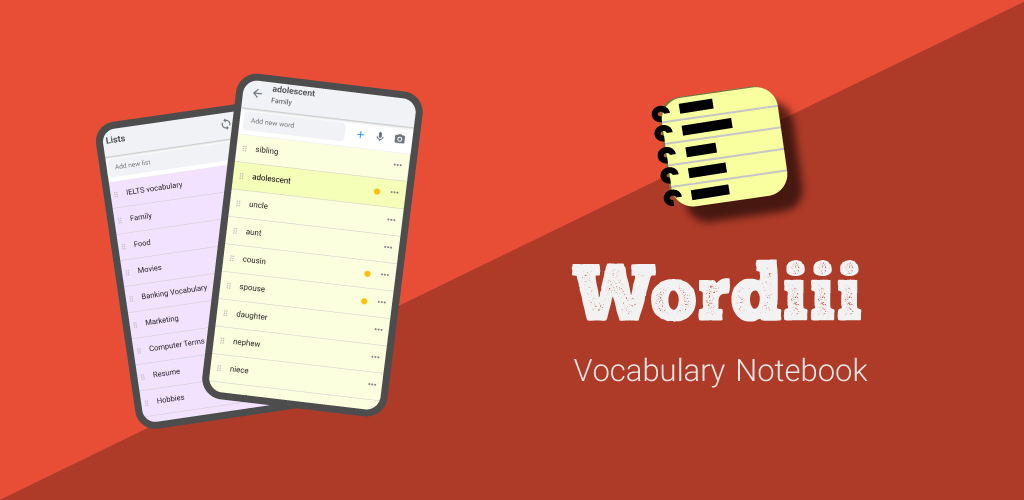 Lists
Add new list
IELTS vocabulary
Family
Food
Movies
Banking Vocabulary
Marketing
Computer Terms
Resume
Hobbies
adolescent
Family
Add new word
sibling
adolescent
uncle
aunt
cousin
spouse
daughter
nephew
niece
Wordiii
Vocabulary Notebook